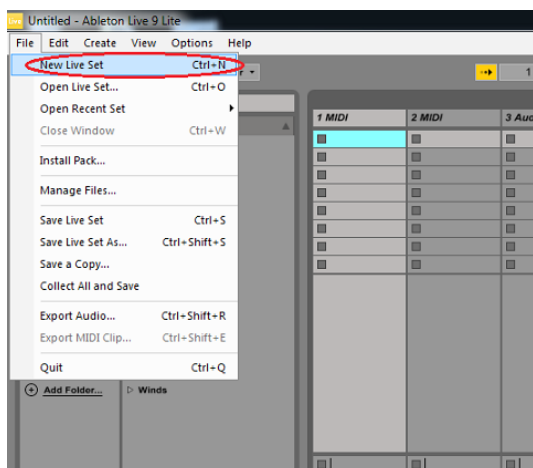 live Untitled - Ableton Live 9 Lite
File Edit Create View Options Help
New Live Set Ctrl+N
r
1
Open Live Set... Ctrl+O
Open Recent Set
Close Window Ctrl+W
1 MIDI 2 MIDI 3 Aud
Install Pack...
Manage Files...
Save Live Set Ctrl+S
Save Live Set As... Ctrl+Shift+S
Save a Copy...
Collect All and Save
Export Audio... Ctrl+Shift+R
Export MIDI Clip... Ctrl+Shift+E
Quit Ctrl+Q
Add Folder... Winds